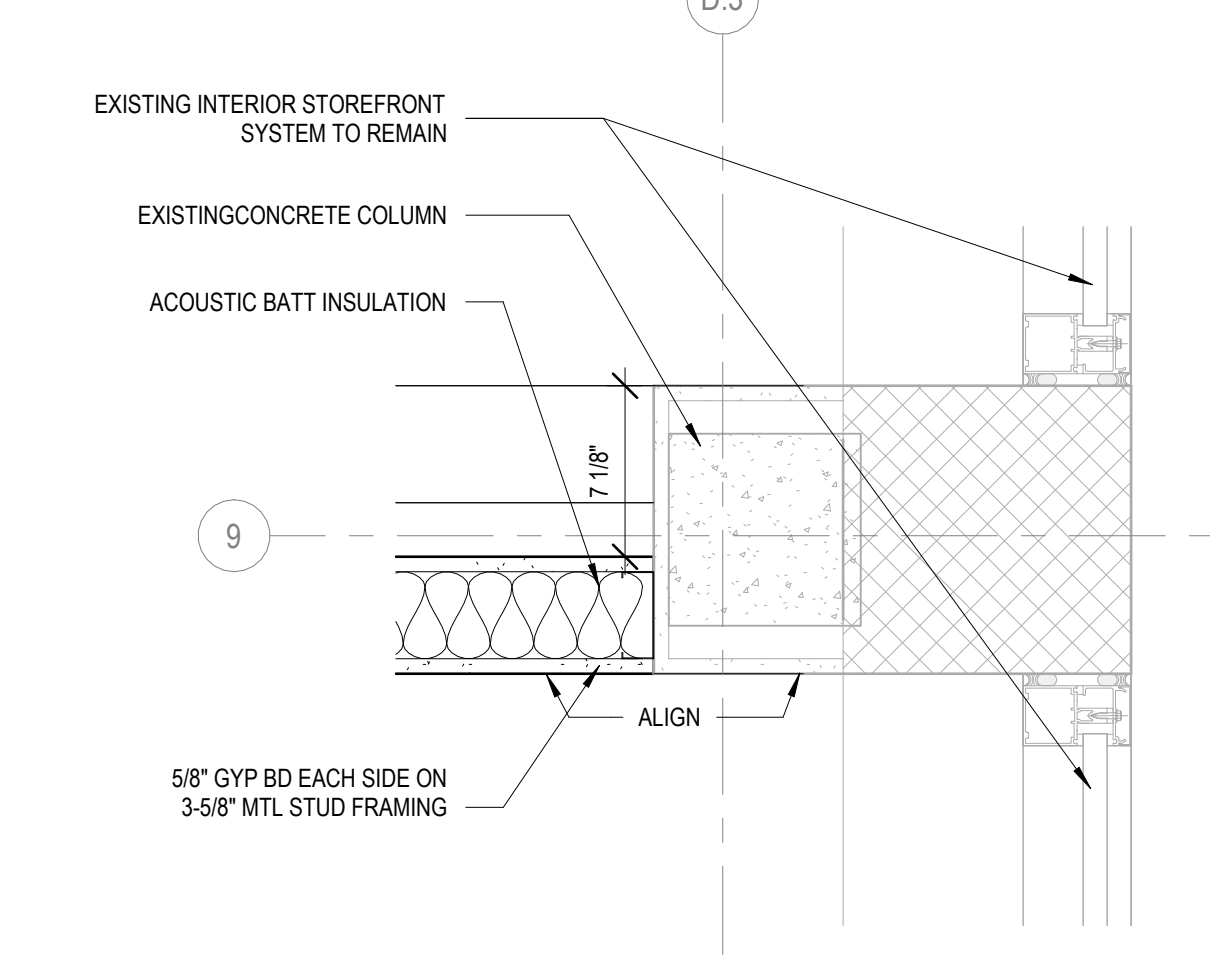 D.5
EXISTING INTERIOR STOREFRONT
SYSTEM TO REMAIN
EXISTINGCONCRETE COLUMN
ACOUSTIC BATT INSULATION
7 1/8"
9
ALIGN
5/8" GYP BD EACH SIDE ON
3-5/8" MTL STUD FRAMING